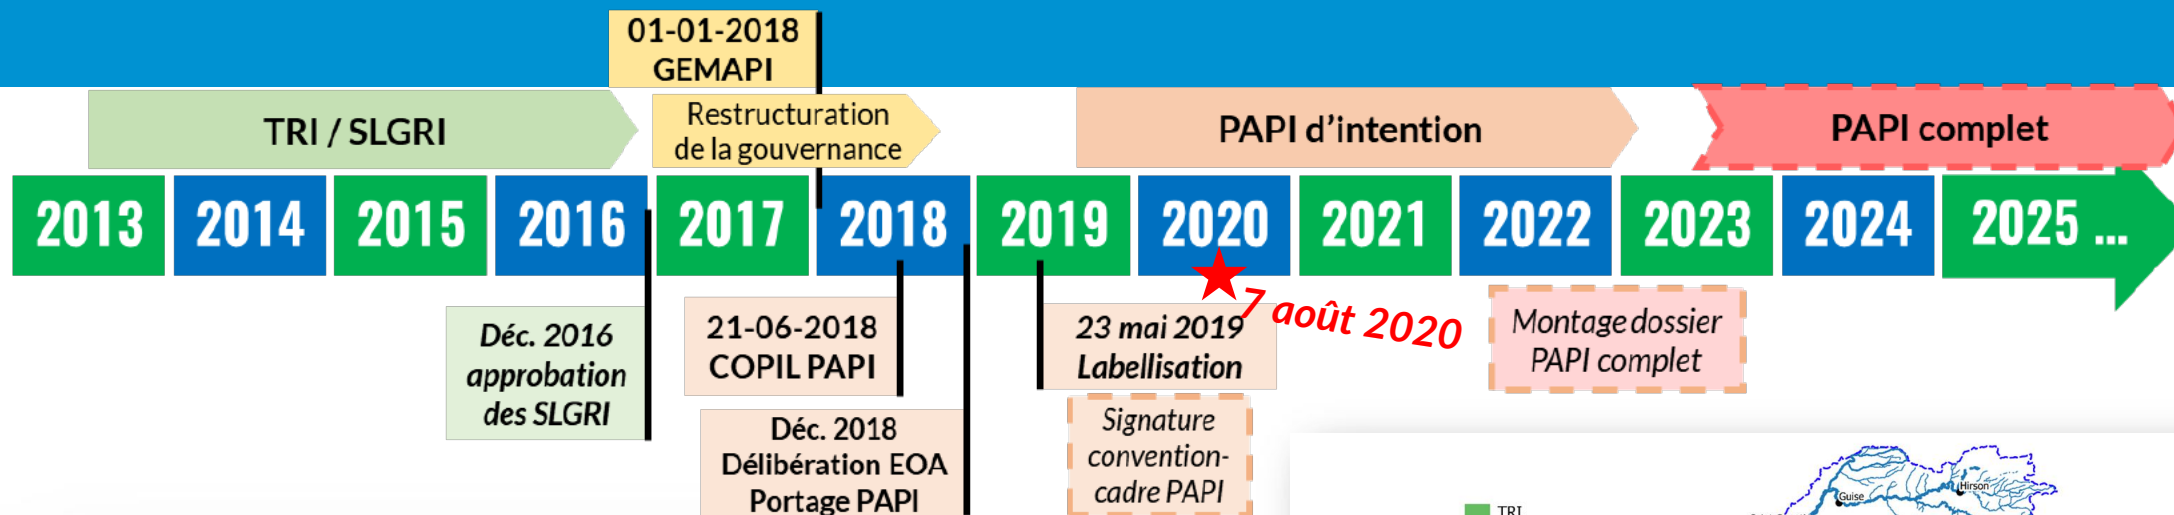 01-01-2018
GEMAPI
TRI / SLGRI
Restructuration
de la gouvernance
PAPI d’intention
PAPI complet
2013
2014
2015
2016
2017
2018
2019
2020
2021
2022
2023
2024
2025 ...
Déc. 2016
approbation
des SLGRI
21-06-2018
COPIL PAPI
Déc. 2018
Délibération EOA
Portage PAPI
23 mai 2019
Labellisation
7 août 2020
Signature
convention-
cadre PAPI
Montage dossier
PAPI complet
TRI
Guise
Hirson